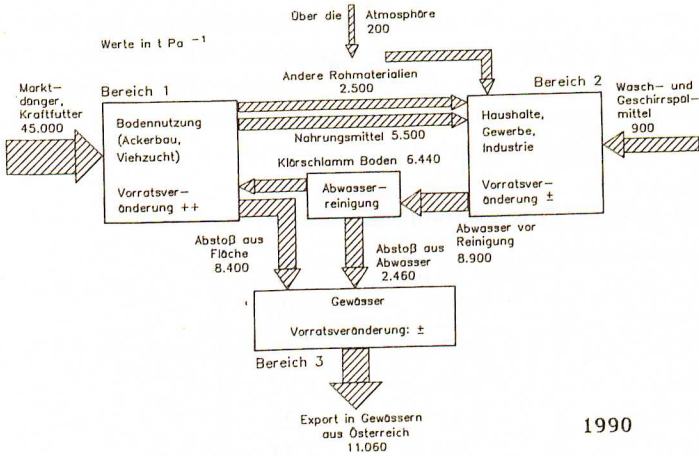 Über die Atmosphäre
200
Werte in t Pa ⁻¹
Markt-
dünger,
Kraftfutter
45.000
Bereich 1
Bodennutzung
(Ackerbau,
Viehzucht)
Vorratsver-
änderung ++
Andere Rohmaterialien
2.500
Nahrungsmittel 5.500
Klärschlamm Boden 6.440
Abwasser-
reinigung
Bereich 2
Haushalte,
Gewerbe,
Industrie
Vorratsver-
änderung ±
Wasch- und
Geschirrspül-
mittel
900
Abwasser vor
Reinigung
8.900
Abstoß aus
Fläche
8.400
Abstoß aus
Abwasser
2.460
Gewässer
Vorratsveränderung: ±
Bereich 3
Export in Gewässern
aus Österreich
11.060
1990